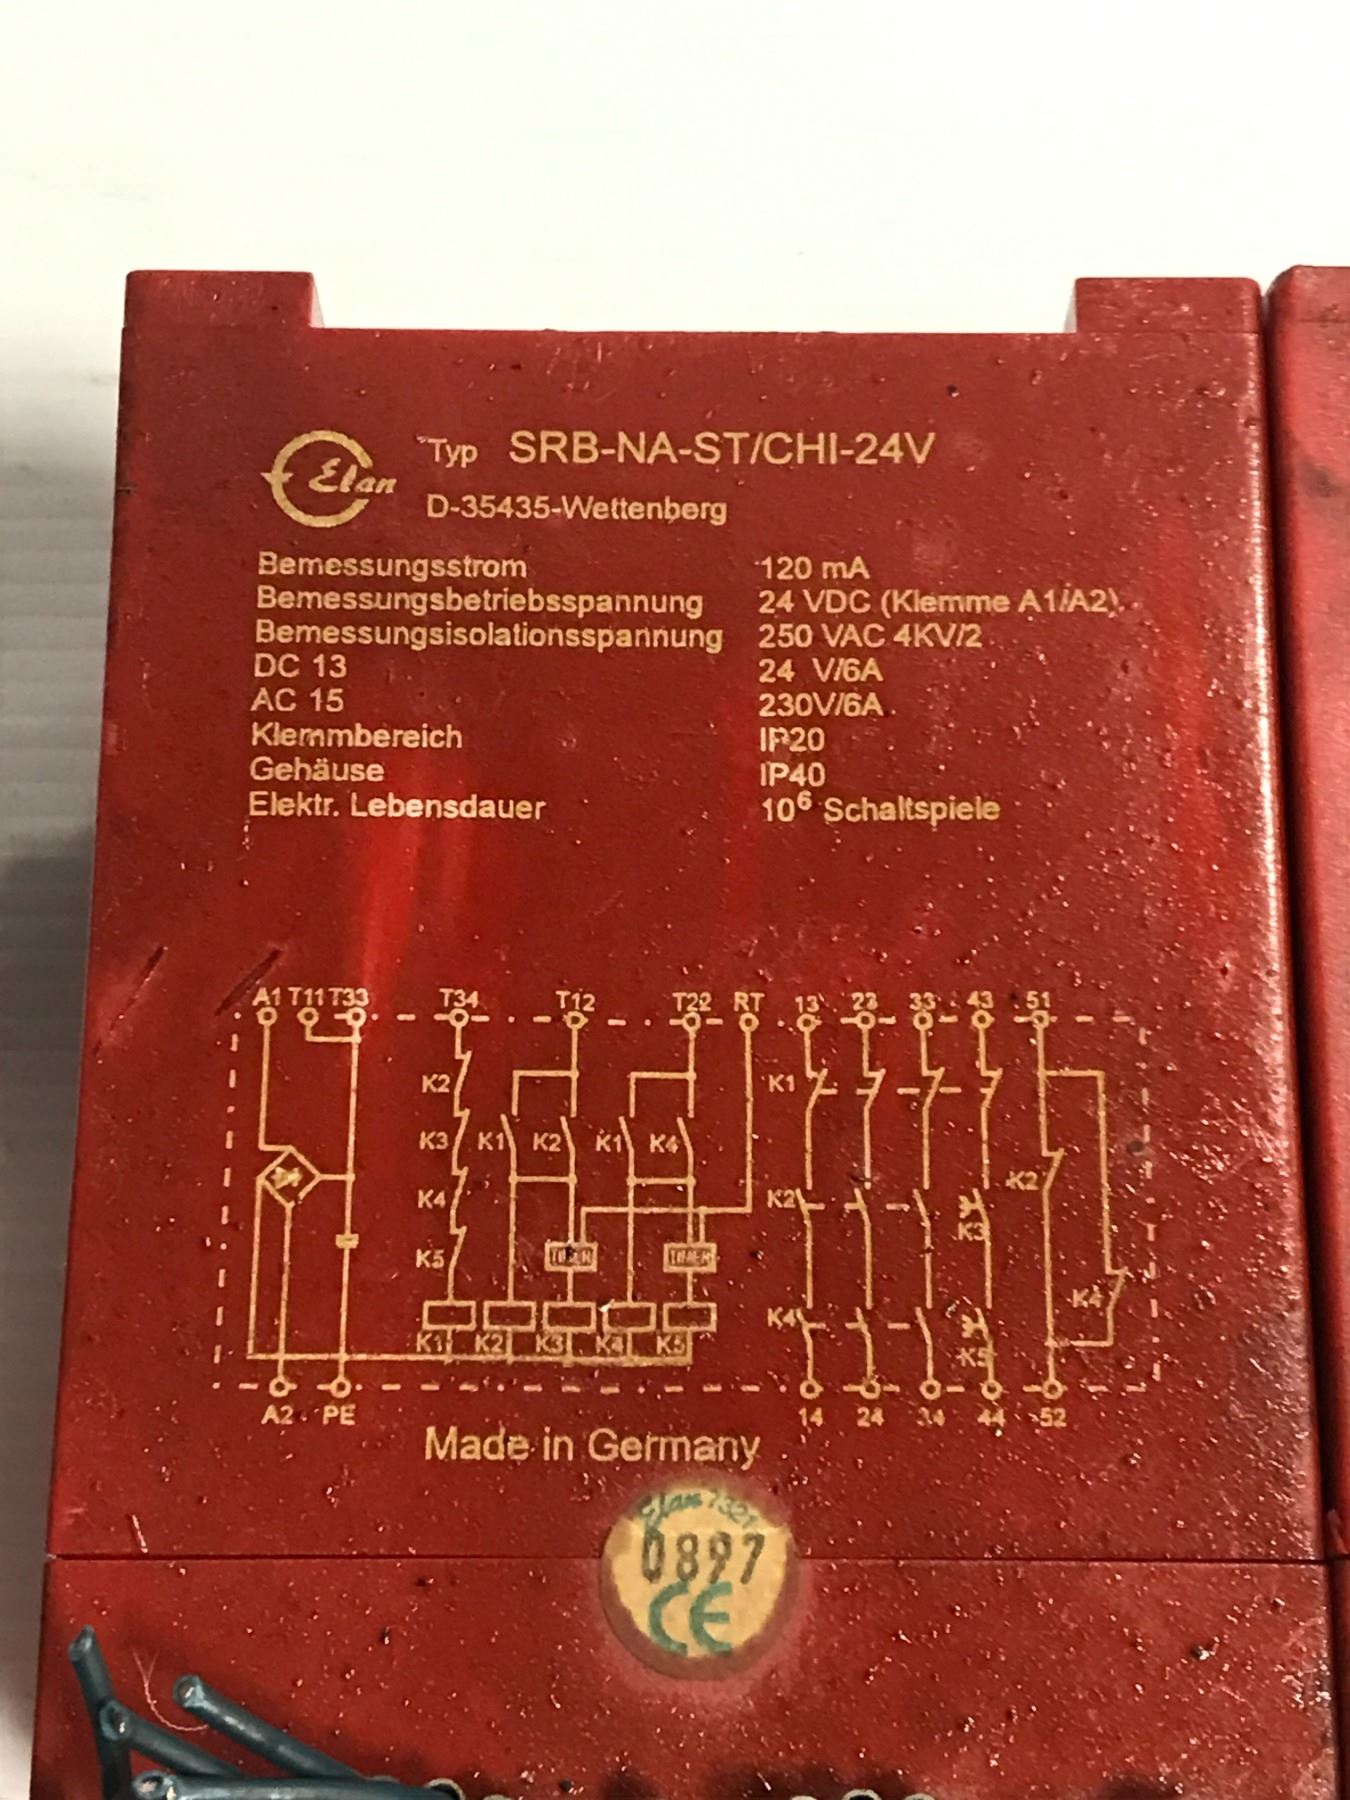 Elan
Typ SRB-NA-ST/CHI-24V
D-35435-Wettenberg
Bemessungsstrom 120 mA
Bemessungsbetriebsspannung 24 VDC (Klemme A1/A2)
Bemessungsisolationsspannung 250 VAC 4KV/2
DC 13 24 V/6A
AC 15 230V/6A
Klemmbereich IP20
Gehäuse IP40
Elektr. Lebensdauer 10⁶ Schaltspiele
A1 T11 T33 T34 T12 T22 RT 13 23 33 43 51
K2 K1
K3 K1 K2 K1 K4
K4 K2 K3 K2
K5 TIMER TIMER
K4 K5 K4
K1 K2 K3 K4 K5
A2 PE 14 24 34 44 52
Made in Germany
Elan 7321
0897
CE